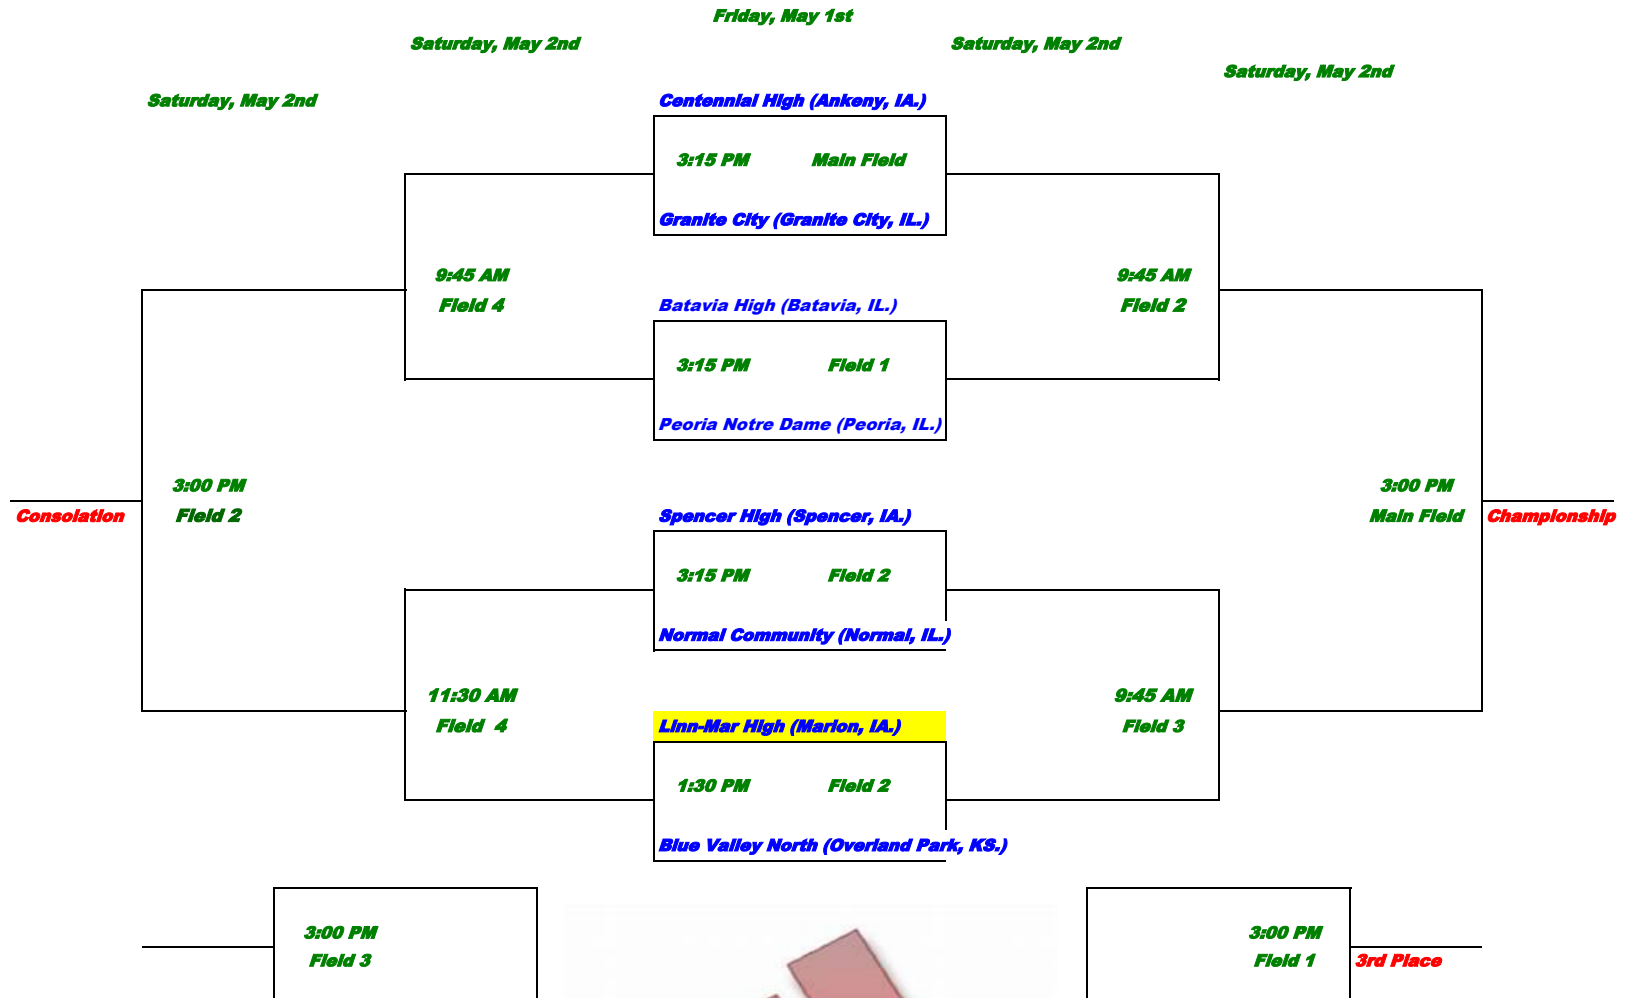 Friday, May 1st
Saturday, May 2nd
Saturday, May 2nd
Saturday, May 2nd
Saturday, May 2nd
Centennial High (Ankeny, IA.)
3:15 PM Main Field
Granite City (Granite City, IL.)
9:45 AM
Field 4
9:45 AM
Field 2
Batavia High (Batavia, IL.)
3:15 PM Field 1
Peoria Notre Dame (Peoria, IL.)
3:00 PM
Field 2
Consolation
3:00 PM
Main Field
Championship
Spencer High (Spencer, IA.)
3:15 PM Field 2
Normal Community (Normal, IL.)
11:30 AM
Field 4
9:45 AM
Field 3
Linn-Mar High (Marion, IA.)
1:30 PM Field 2
Blue Valley North (Overland Park, KS.)
3:00 PM
Field 3
3:00 PM
Field 1
3rd Place